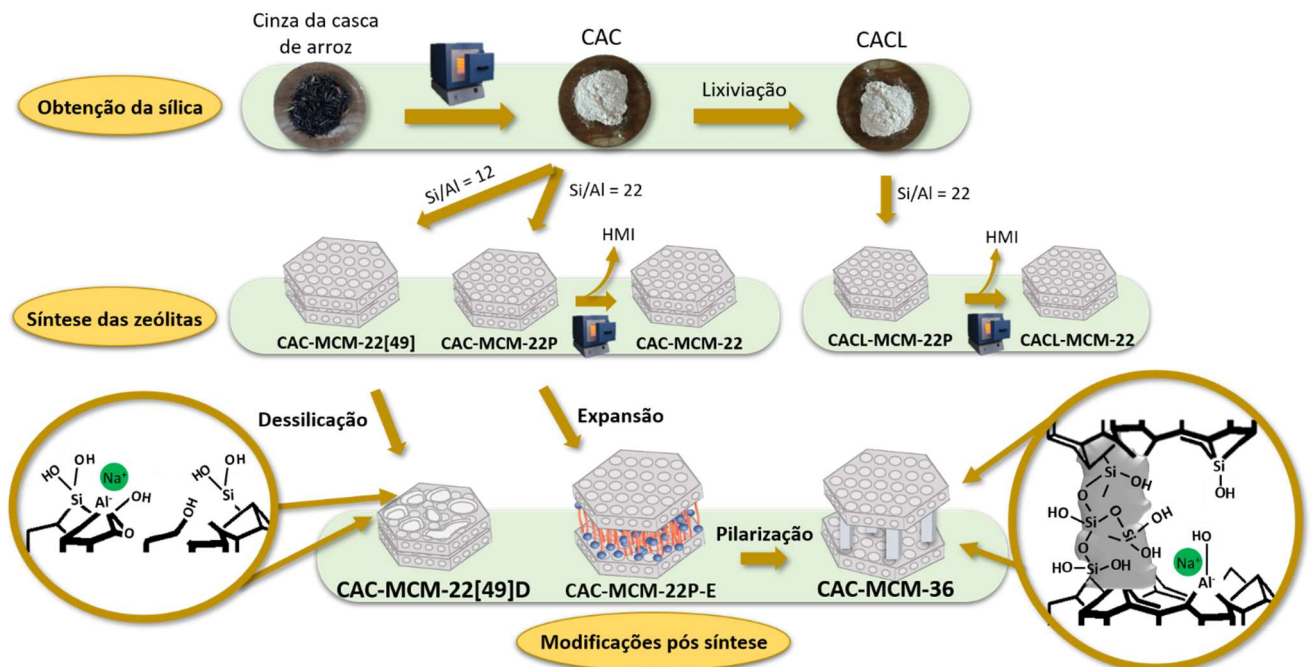 Cinza da casca
de arroz
CAC
CACL
Obtenção da sílica
Lixiviação
Si/Al = 12
Si/Al = 22
Si/Al = 22
HMI
HMI
Síntese das zeólitas
CAC-MCM-22[49]
CAC-MCM-22P
CAC-MCM-22
CACL-MCM-22P
CACL-MCM-22
Dessilicação
Expansão
HO
OH
Na⁺
Si
Al⁻
OH
O
OH
HO
OH
Si
Pilarização
CAC-MCM-22[49]D
CAC-MCM-22P-E
CAC-MCM-36
Si
OH
O
Si
OH
HO
Si
O
Si
OH
O
OH
HO
Si
OH
HO
Na⁺
Al⁻
Modificações pós síntese